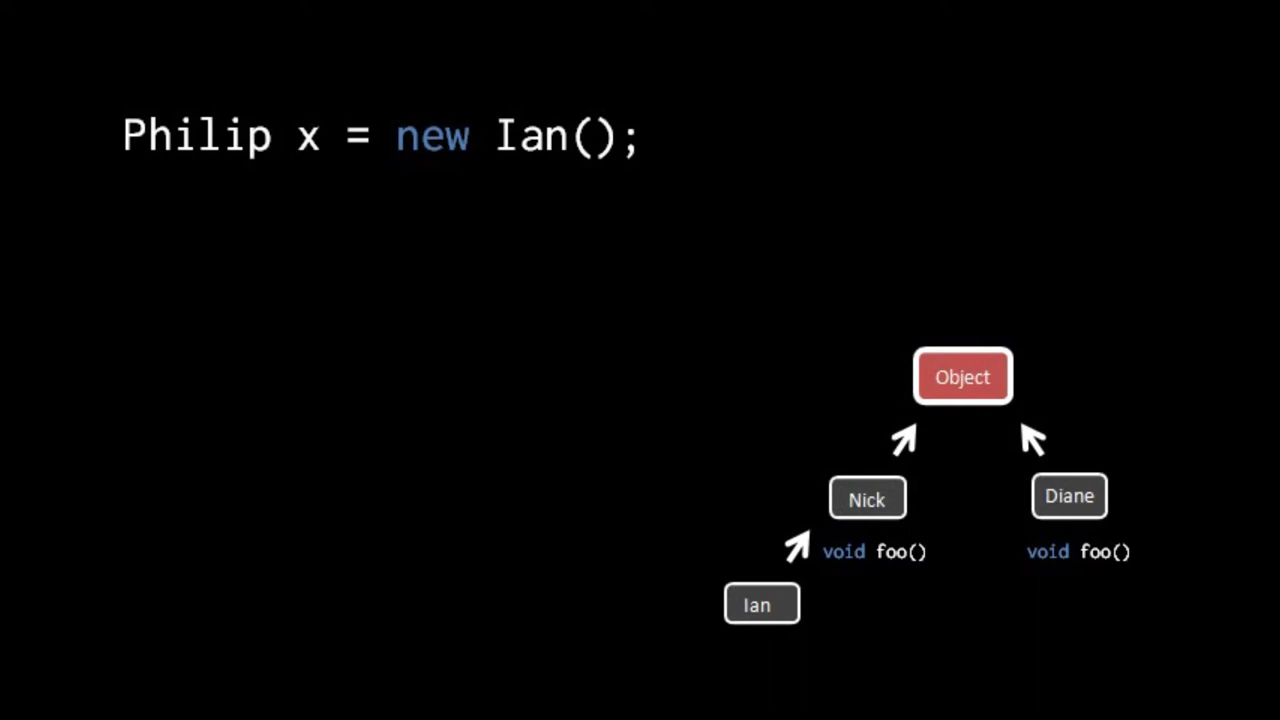 Philip x = new Ian();
Object
Nick
Diane
void foo()
void foo()
Ian